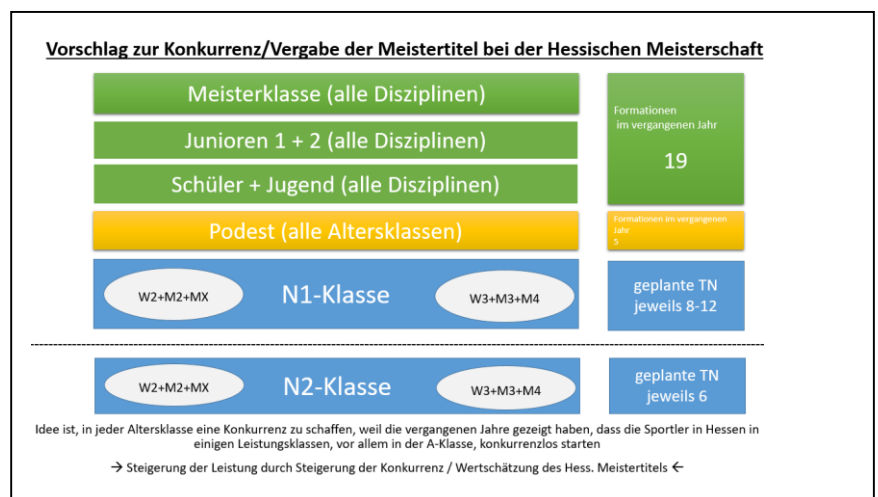 Vorschlag zur Konkurrenz/Vergabe der Meistertitel bei der Hessischen Meisterschaft
Meisterklasse (alle Disziplinen)
Junioren 1 + 2 (alle Disziplinen)
Schüler + Jugend (alle Disziplinen)
Formationen
im vergangenen Jahr
19
Podest (alle Altersklassen)
Formationen im vergangenen
Jahr
5
W2+M2+MX
N1-Klasse
W3+M3+M4
geplante TN
jeweils 8-12
W2+M2+MX
N2-Klasse
W3+M3+M4
geplante TN
jeweils 6
Idee ist, in jeder Altersklasse eine Konkurrenz zu schaffen, weil die vergangenen Jahre gezeigt haben, dass die Sportler in Hessen in
einigen Leistungsklassen, vor allem in der A-Klasse, konkurrenzlos starten
→ Steigerung der Leistung durch Steigerung der Konkurrenz / Wertschätzung des Hess. Meistertitels ←